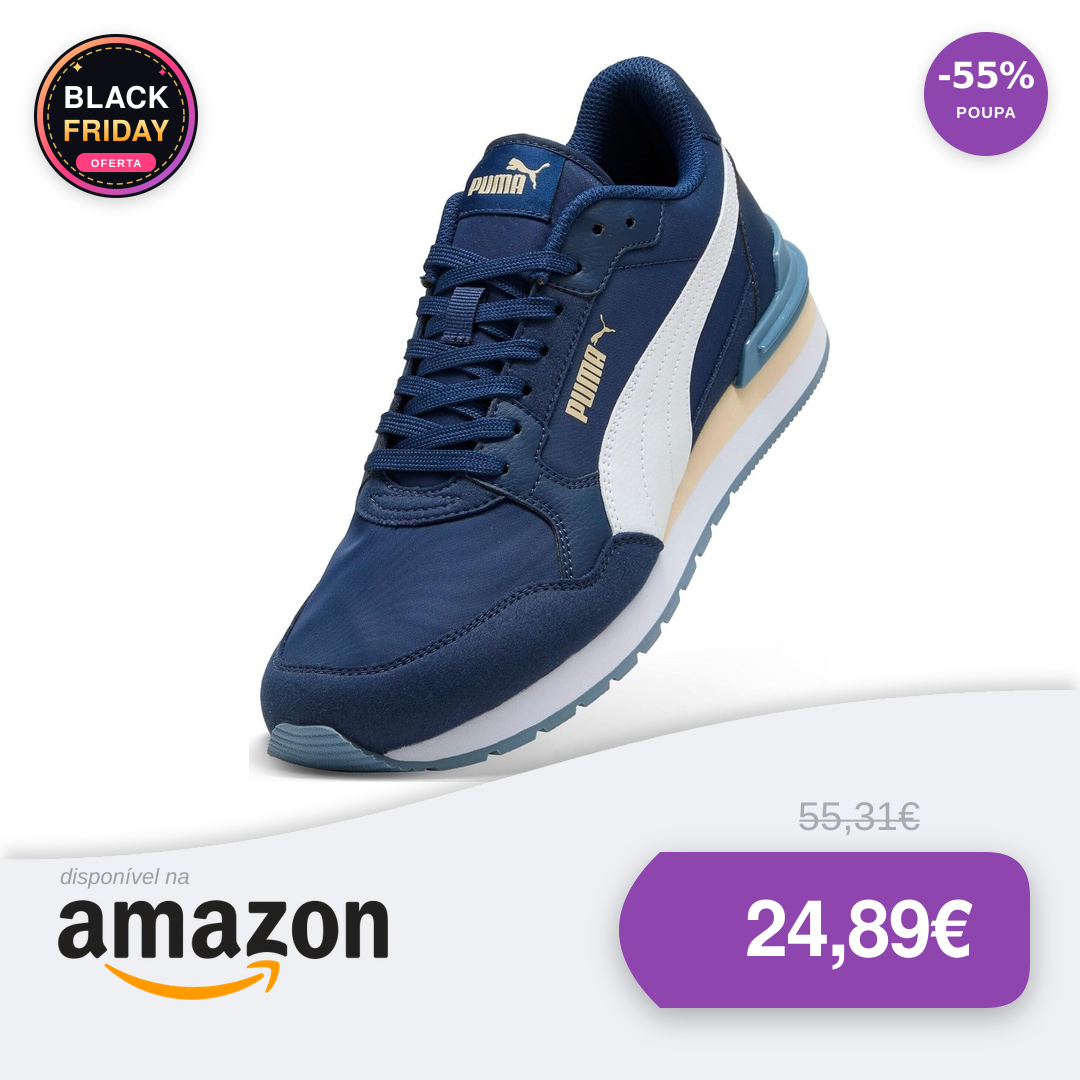 BLACK
FRIDAY
OFERTA
-55%
POUPA
PUMA
PUMA
55,31€
disponível na
amazon
24,89€